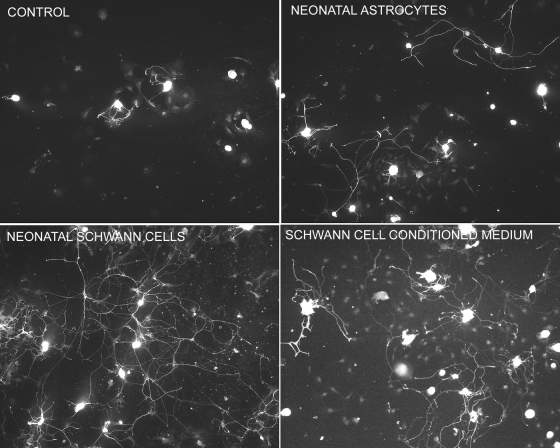 CONTROL
NEONATAL ASTROCYTES
NEONATAL SCHWANN CELLS
SCHWANN CELL CONDITIONED MEDIUM